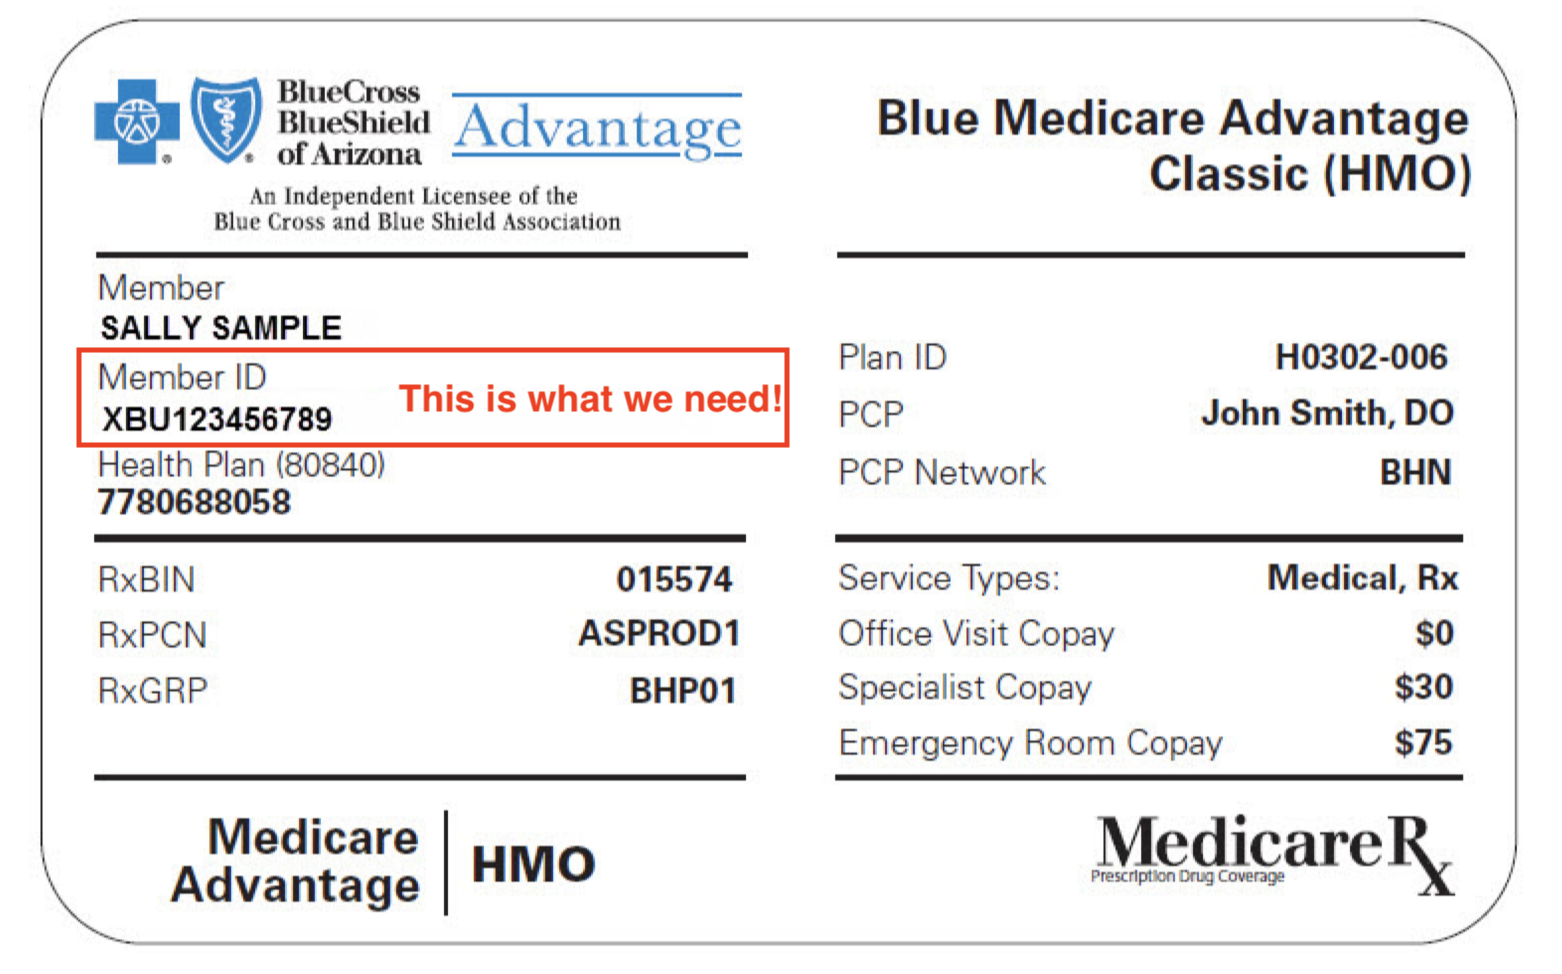 BlueCross
BlueShield
of Arizona
Advantage
An Independent Licensee of the
Blue Cross and Blue Shield Association
Blue Medicare Advantage
Classic (HMO)
Member
SALLY SAMPLE
Member ID
XBU123456789
This is what we need!
Health Plan (80840)
7780688058
Plan ID H0302-006
PCP John Smith, DO
PCP Network BHN
RxBIN 015574
RxPCN ASPROD1
RxGRP BHP01
Service Types: Medical, Rx
Office Visit Copay $0
Specialist Copay $30
Emergency Room Copay $75
Medicare
Advantage
HMO
MedicareRx
Prescription Drug Coverage